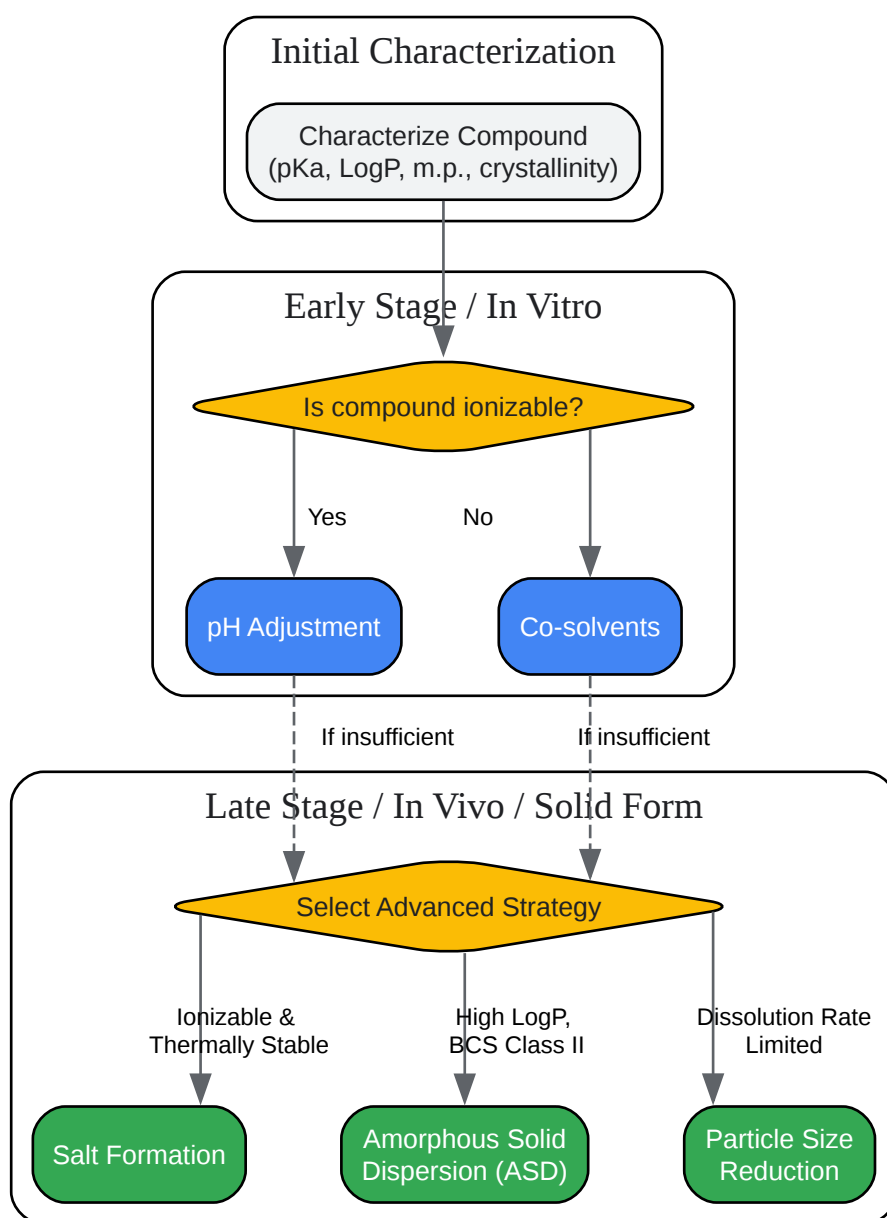 Initial Characterization
Characterize Compound
(pKa, LogP, m.p., crystallinity)
Early Stage / In Vitro
Is compound ionizable?
Yes
No
pH Adjustment
Co-solvents
If insufficient
If insufficient
Late Stage / In Vivo / Solid Form
Select Advanced Strategy
Ionizable &
Thermally Stable
High LogP,
BCS Class II
Dissolution Rate
Limited
Salt Formation
Amorphous Solid
Dispersion (ASD)
Particle Size
Reduction